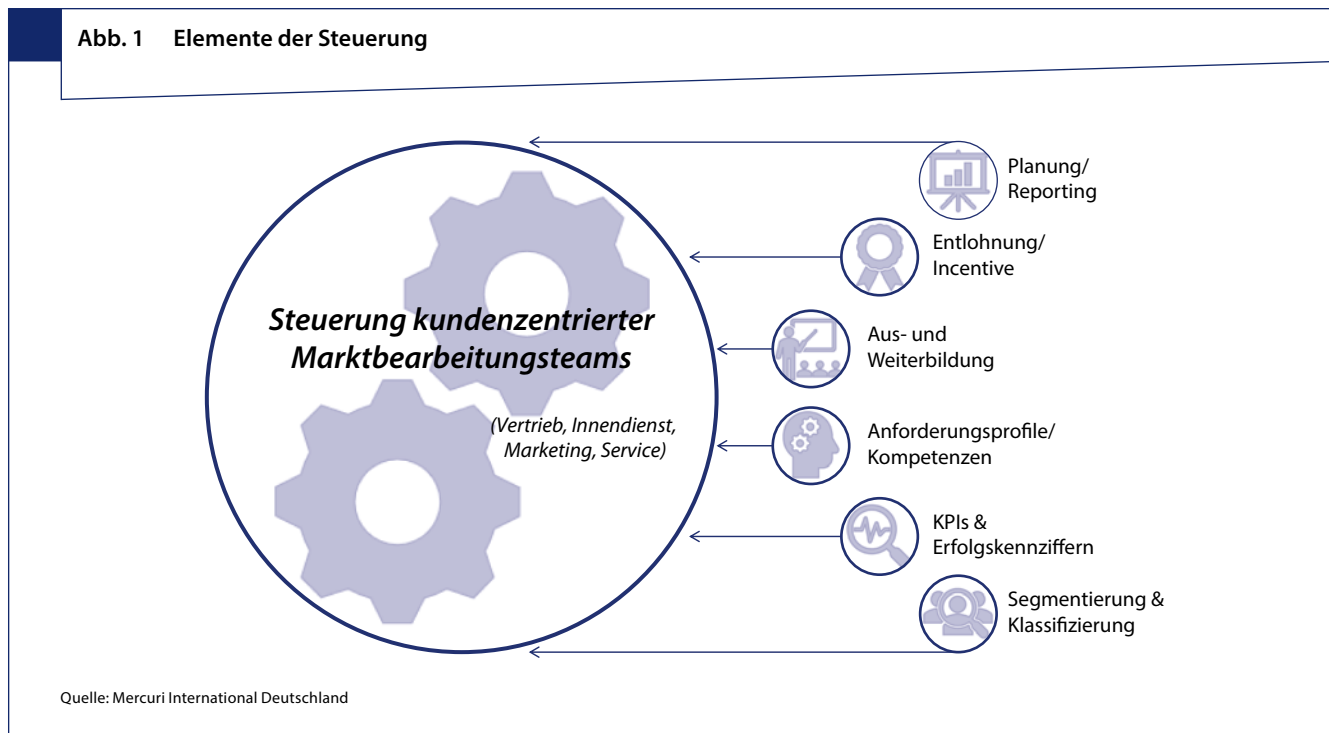 Abb. 1 Elemente der Steuerung
Planung/
Reporting
Entlohnung/
Incentive
Steuerung kundenzentrierter
Marktbearbeitungsteams
(Vertrieb, Innendienst,
Marketing, Service)
Aus- und
Weiterbildung
Anforderungsprofile/
Kompetenzen
KPIs &
Erfolgskennziffern
Segmentierung &
Klassifizierung
Quelle: Mercuri International Deutschland